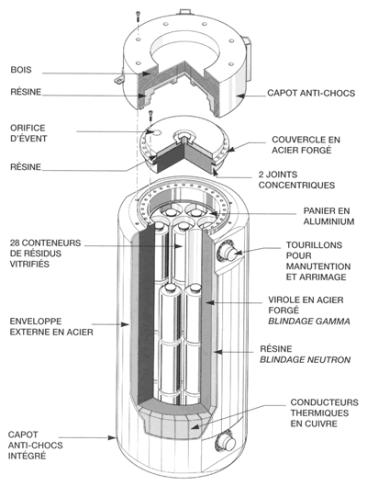 BOIS
RÉSINE
CAPOT ANTI-CHOCS
ORIFICE
D'ÉVENT
COUVERCLE EN
ACIER FORGÉ
RÉSINE
2 JOINTS
CONCENTRIQUES
PANIER EN
ALUMINIUM
28 CONTENEURS
DE RÉSIDUS
VITRIFIÉS
TOURILLONS
POUR
MANUTENTION
ET ARRIMAGE
VIROLE EN ACIER
FORGÉ
BLINDAGE GAMMA
ENVELOPPE
EXTERNE EN ACIER
RÉSINE
BLINDAGE NEUTRON
CONDUCTEURS
THERMIQUES
EN CUIVRE
CAPOT
ANTI-CHOCS
INTÉGRÉ